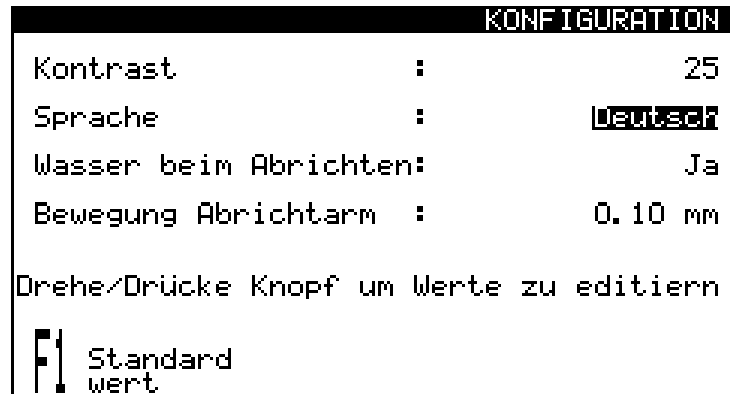 KONFIGURATION
Kontrast : 25
Sprache : Deutsch
Wasser beim Abrichten: Ja
Bewegung Abrichtarm : 0.10 mm
Drehe/Drücke Knopf um Werte zu editiern
F1 Standard
wert